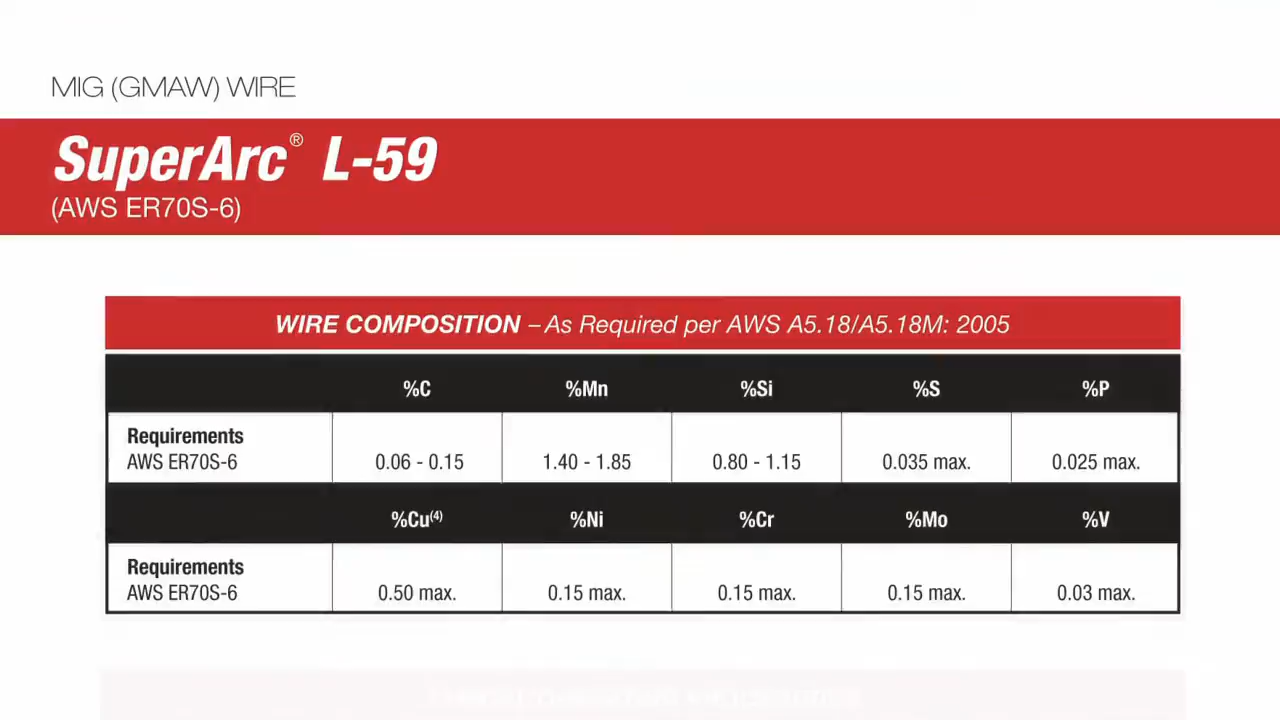 MIG (GMAW) WIRE
SuperArc® L-59
(AWS ER70S-6)
WIRE COMPOSITION – As Required per AWS A5.18/A5.18M: 2005
%C %Mn %Si %S %P
Requirements
AWS ER70S-6 0.06 - 0.15 1.40 - 1.85 0.80 - 1.15 0.035 max. 0.025 max.
%Cu(4) %Ni %Cr %Mo %V
Requirements
AWS ER70S-6 0.50 max. 0.15 max. 0.15 max. 0.15 max. 0.03 max.